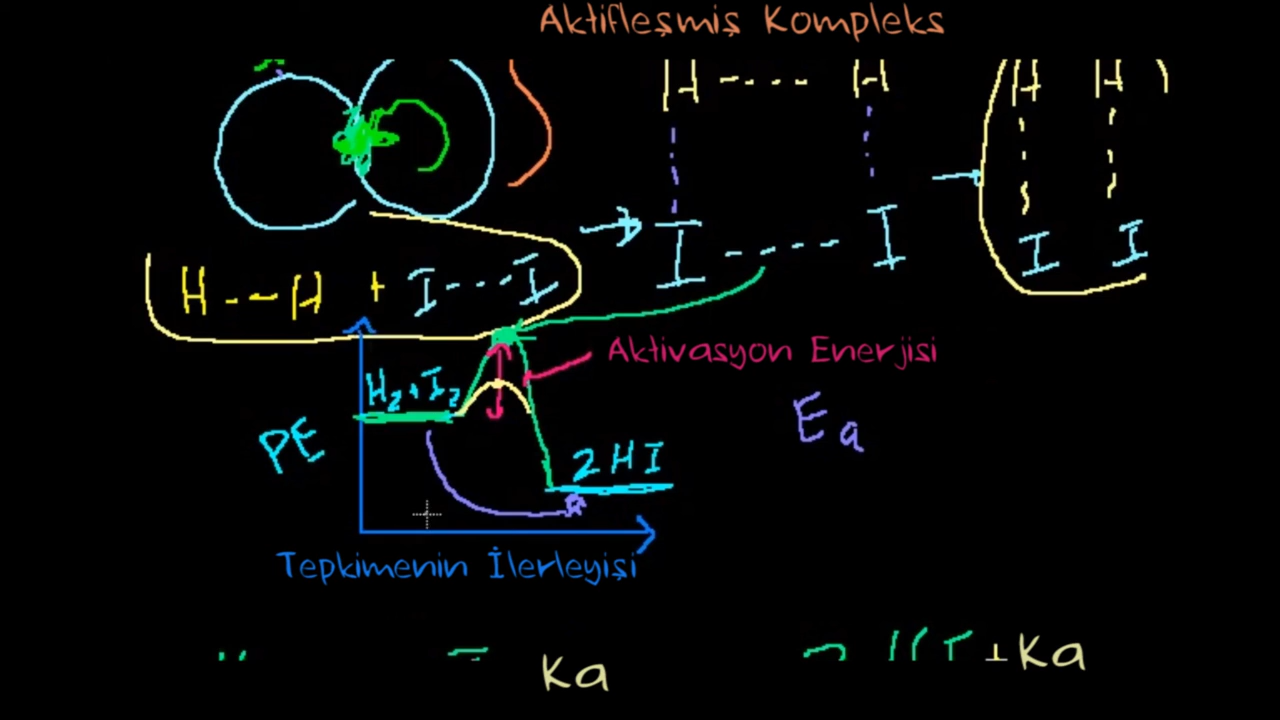 Aktifleşmiş Kompleks
H ---- H
H H
I ---- I
I I
H --- H + I --- I
Aktivasyon Enerjisi
H₂ + I₂
Ea
PE
2HI
Tepkimenin İlerleyişi
Ka
+Ka